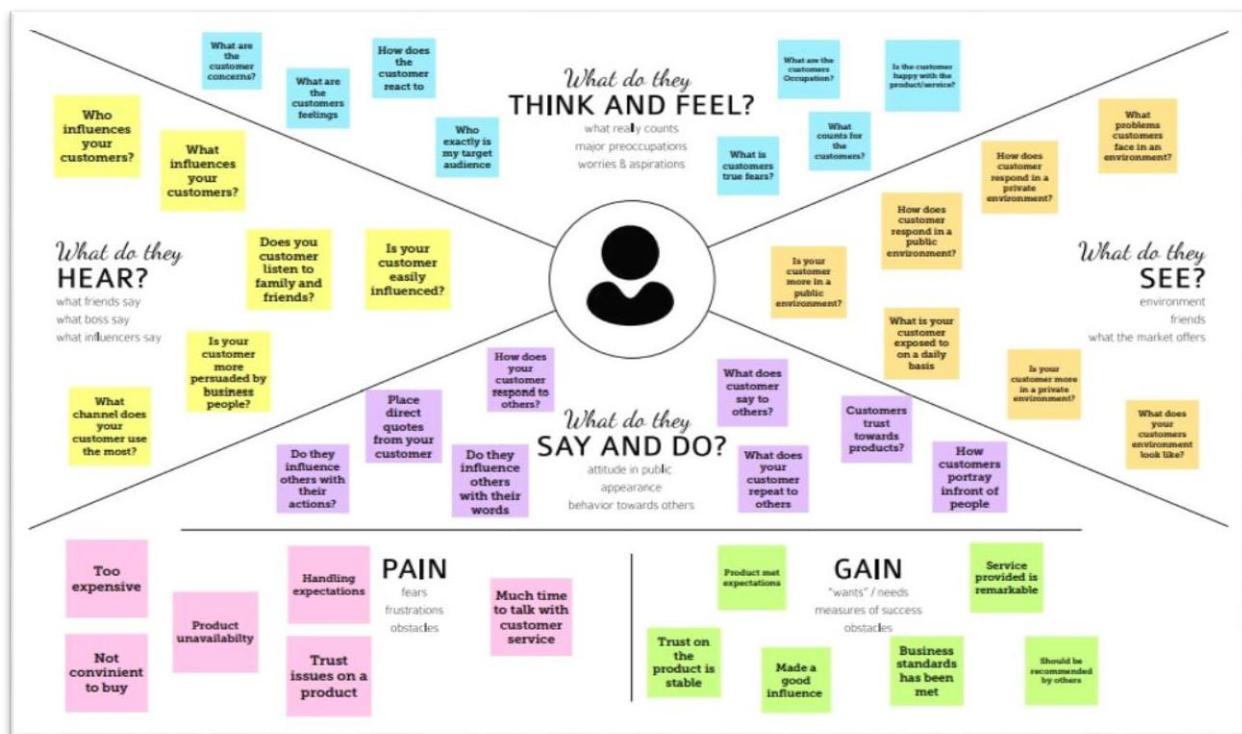 What are
the
customer
concerns?
What are
the
customers
feelings
How does
the
customer
react to
Who
exactly is
my target
audience
What do they
THINK AND FEEL?
what really counts
major preoccupations
worries & aspirations
What are the
customers
Occupation?
Is the customer
happy with the
product/service?
What is
customers
true fears?
What
counts for
the
customers?
Who
influences
your
customers?
What
influences
your
customers?
What do they
HEAR?
what friends say
what boss say
what influencers say
Does you
customer
listen to
family and
friends?
Is your
customer
easily
influenced?
Is your
customer
more
persuaded by
business
people?
What
channel does
your
customer use
the most?
What
problems
customers
face in an
environment?
How does
customer
respond in a
private
environment?
How does
customer
respond in a
public
environment?
Is your
customer
more in a
public
environment?
What do they
SEE?
environment
friends
what the market offers
What is your
customer
exposed to
on a daily
basis
Is your
customer more
in a private
environment?
What does
your
customers
environment
look like?
How does
your
customer
respond to
others?
Place
direct
quotes
from your
customer
Do they
influence
others with
their
actions?
Do they
influence
others
with their
words
What do they
SAY AND DO?
attitude in public
appearance
behavior towards others
What does
customer
say to
others?
What does
your
customer
repeat to
others
Customers
trust
towards
products?
How
customers
portray
infront of
people
Too
expensive
Product
unavailabilty
Not
convinient
to buy
Handling
expectations
Trust
issues on a
product
PAIN
fears
frustrations
obstacles
Much time
to talk with
customer
service
Product met
expectations
GAIN
"wants" / needs
measures of success
obstacles
Service
provided is
remarkable
Trust on
the
product is
stable
Made a
good
influence
Business
standards
has been
met
Should be
recommended
by others